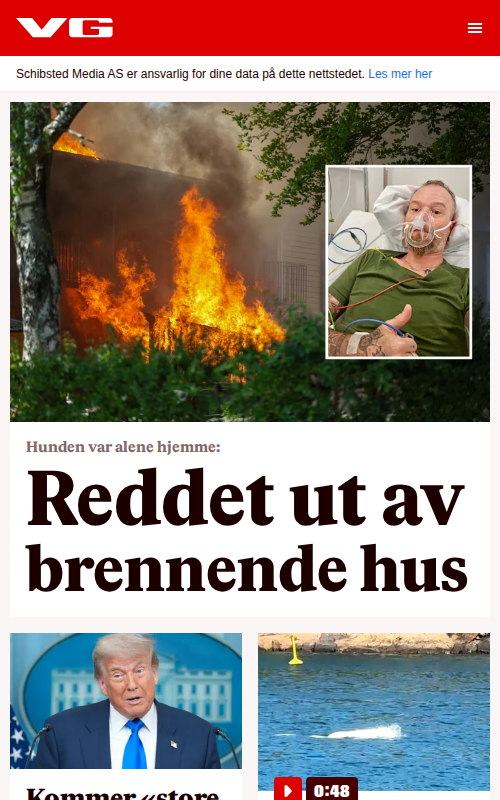 VG
Schibsted Media AS er ansvarlig for dine data på dette nettstedet. Les mer her
Hunden var alene hjemme:
Reddet ut av
brennende hus
Kommer «store
0:48